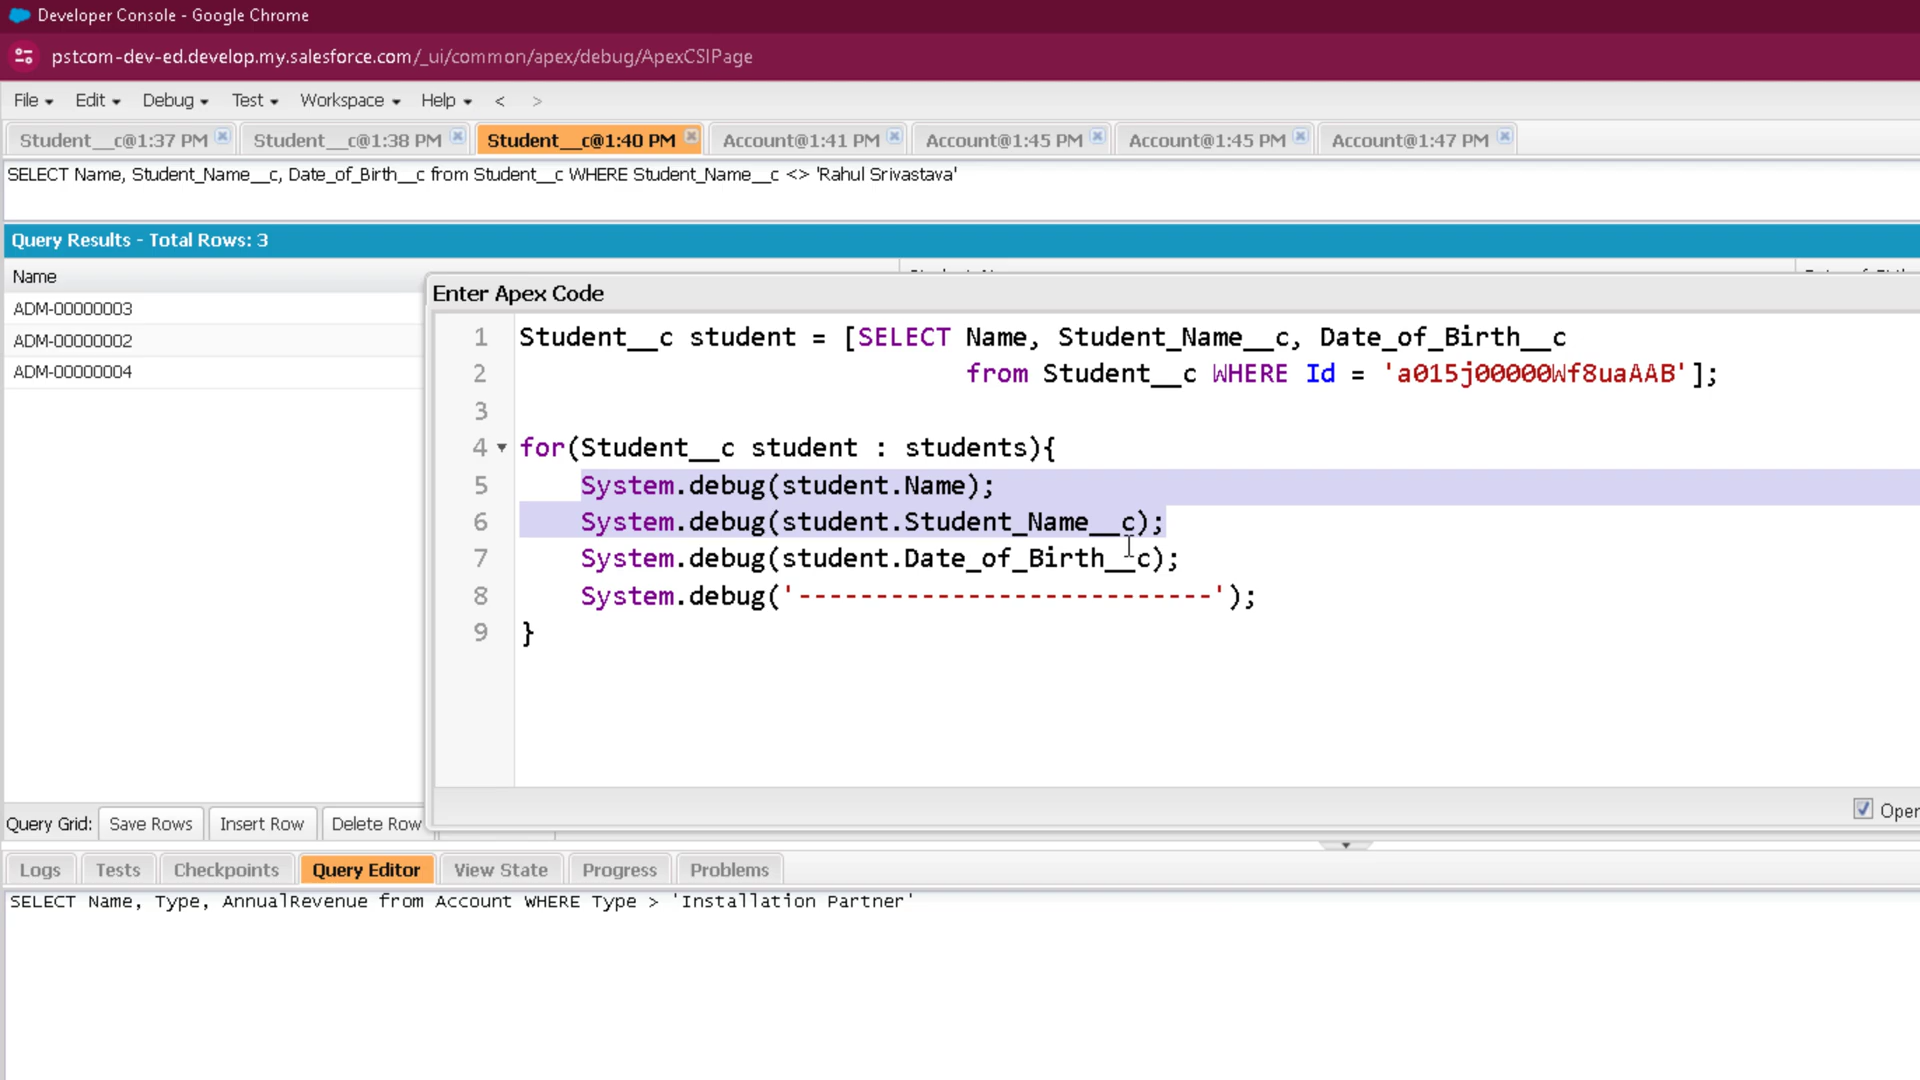 Developer Console - Google Chrome
pstcom-dev-ed.develop.my.salesforce.com/_ui/common/apex/debug/ApexCSIPage
File Edit Debug Test Workspace Help < >
Student__c@1:37 PM Student__c@1:38 PM Student__c@1:40 PM Account@1:41 PM Account@1:45 PM Account@1:45 PM Account@1:47 PM
SELECT Name, Student_Name__c, Date_of_Birth__c from Student__c WHERE Student_Name__c <> 'Rahul Srivastava'
Query Results - Total Rows: 3
Name
ADM-00000003
ADM-00000002
ADM-00000004
Enter Apex Code
1 Student__c student = [SELECT Name, Student_Name__c, Date_of_Birth__c
2 from Student__c WHERE Id = 'a015j00000Wf8uaAAB'];
3
4 for(Student__c student : students){
5 System.debug(student.Name);
6 System.debug(student.Student_Name__c);
7 System.debug(student.Date_of_Birth__c);
8 System.debug('---------------------------');
9 }
Open
Query Grid: Save Rows Insert Row Delete Row
Logs Tests Checkpoints Query Editor View State Progress Problems
SELECT Name, Type, AnnualRevenue from Account WHERE Type > 'Installation Partner'